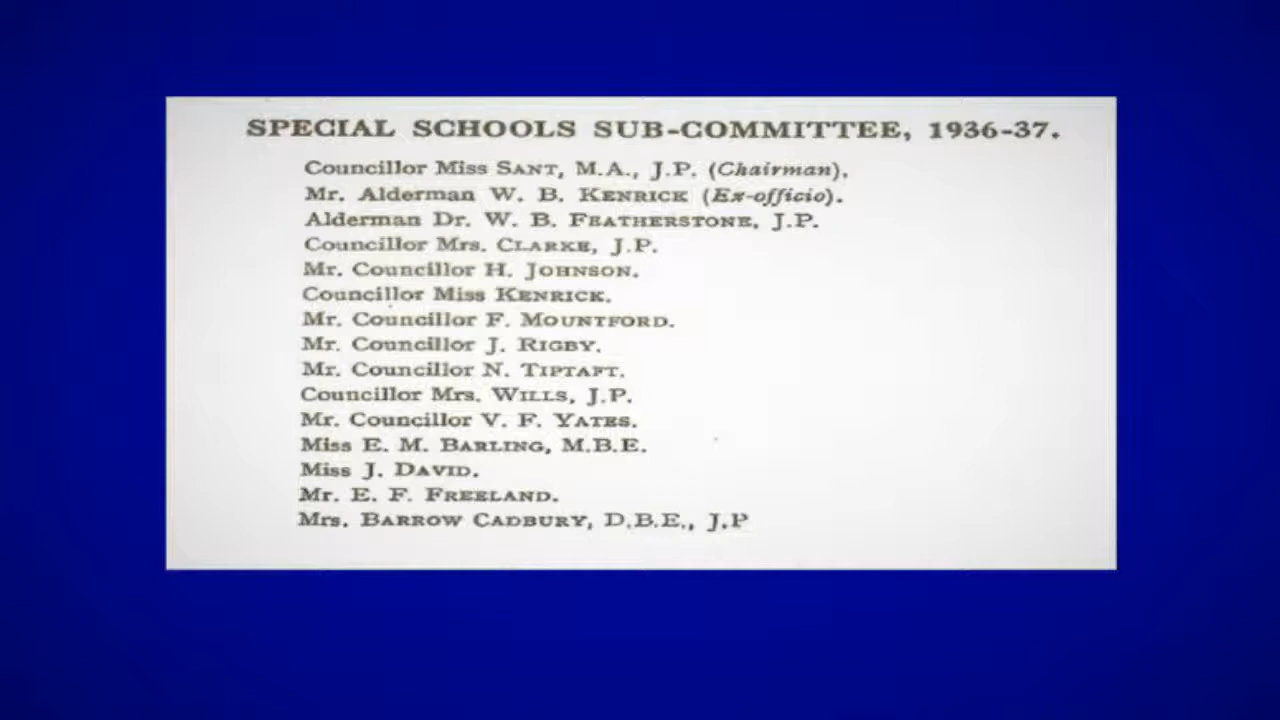 SPECIAL SCHOOLS SUB-COMMITTEE, 1936-37.
Councillor Miss SANT, M.A., J.P. (Chairman).
Mr. Alderman W. B. KENRICK (Ex-officio).
Alderman Dr. W. B. FEATHERSTONE, J.P.
Councillor Mrs. CLARKE, J.P.
Mr. Councillor H. JOHNSON.
Councillor Miss KENRICK.
Mr. Councillor F. MOUNTFORD.
Mr. Councillor J. RIGBY.
Mr. Councillor N. TIPTAFT.
Councillor Mrs. WILLS, J.P.
Mr. Councillor V. F. YATES.
Miss E. M. BARLING, M.B.E.
Miss J. DAVID.
Mr. E. F. FREELAND.
Mrs. BARROW CADBURY, D.B.E., J.P